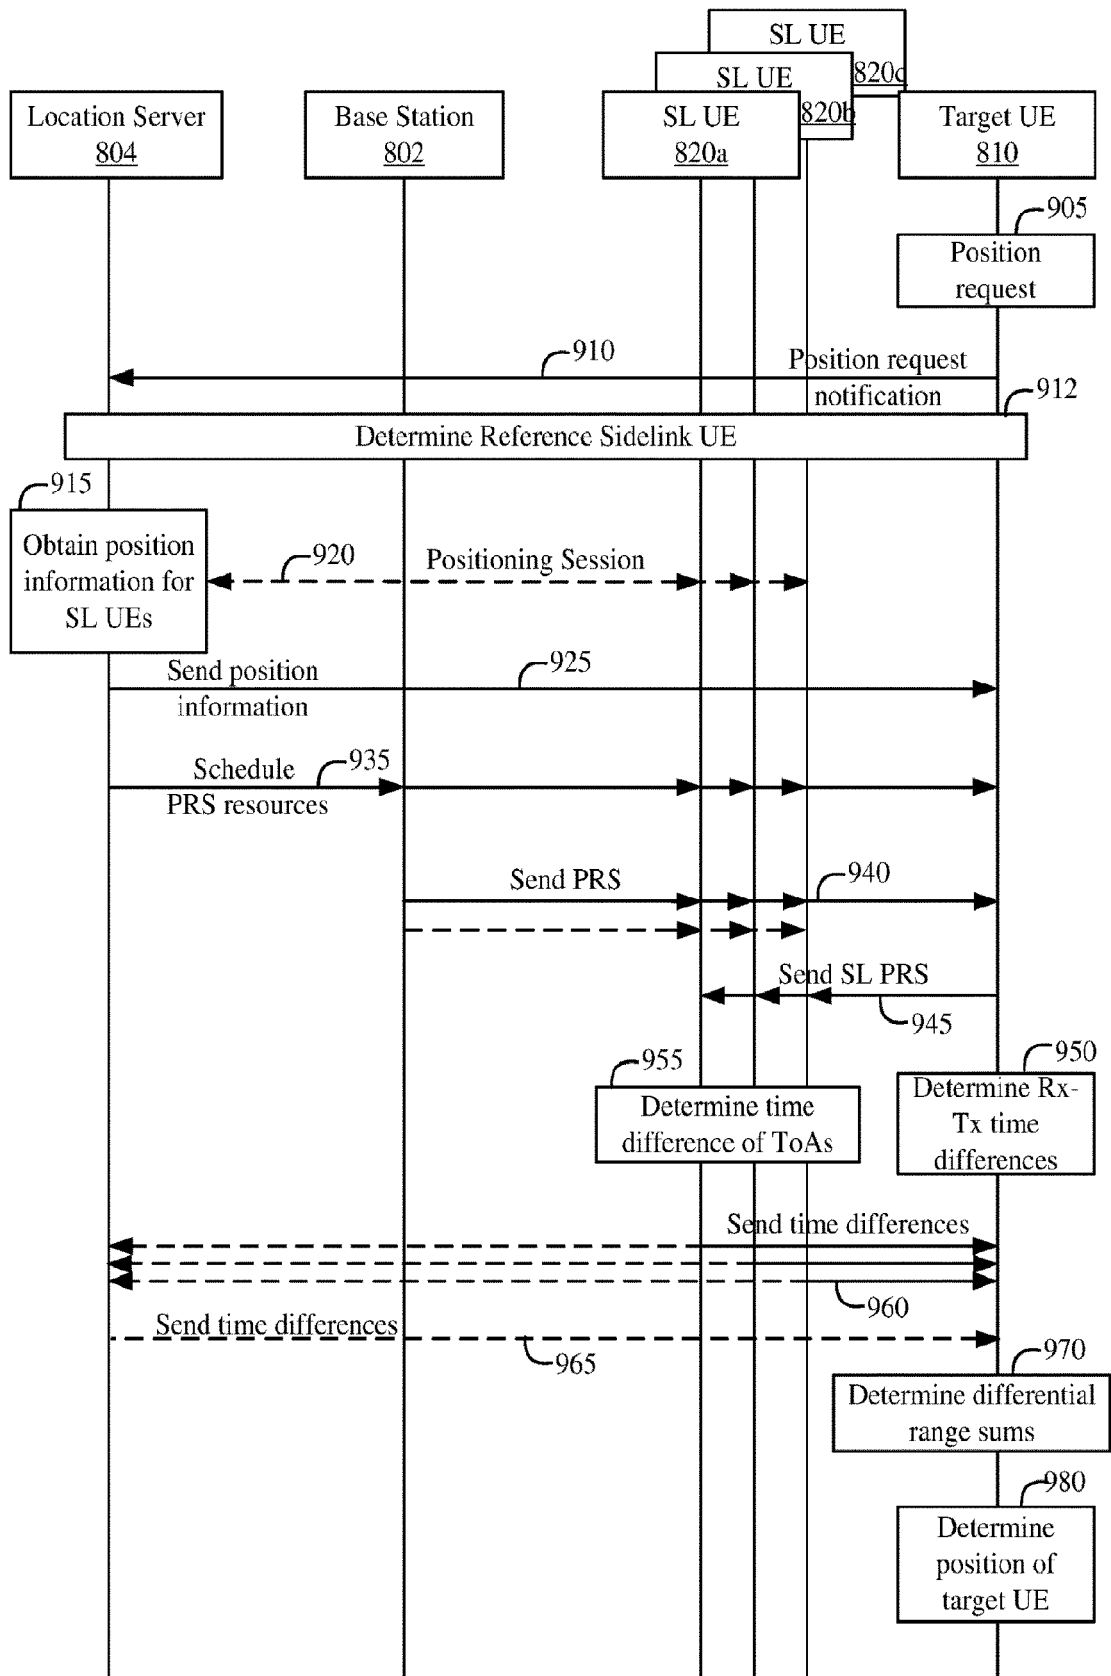 SL UE
820c
SL UE
820b
Location Server
804
Base Station
802
SL UE
820a
Target UE
810
905
Position
request
910
Position request
notification
912
Determine Reference Sidelink UE
915
Obtain position
information for
SL UEs
920
Positioning Session
Send position
information
925
Schedule
PRS resources
935
Send PRS
940
Send SL PRS
945
950
Determine Rx-
Tx time
differences
955
Determine time
difference of ToAs
Send time differences
960
Send time differences
965
970
Determine differential
range sums
980
Determine
position of
target UE